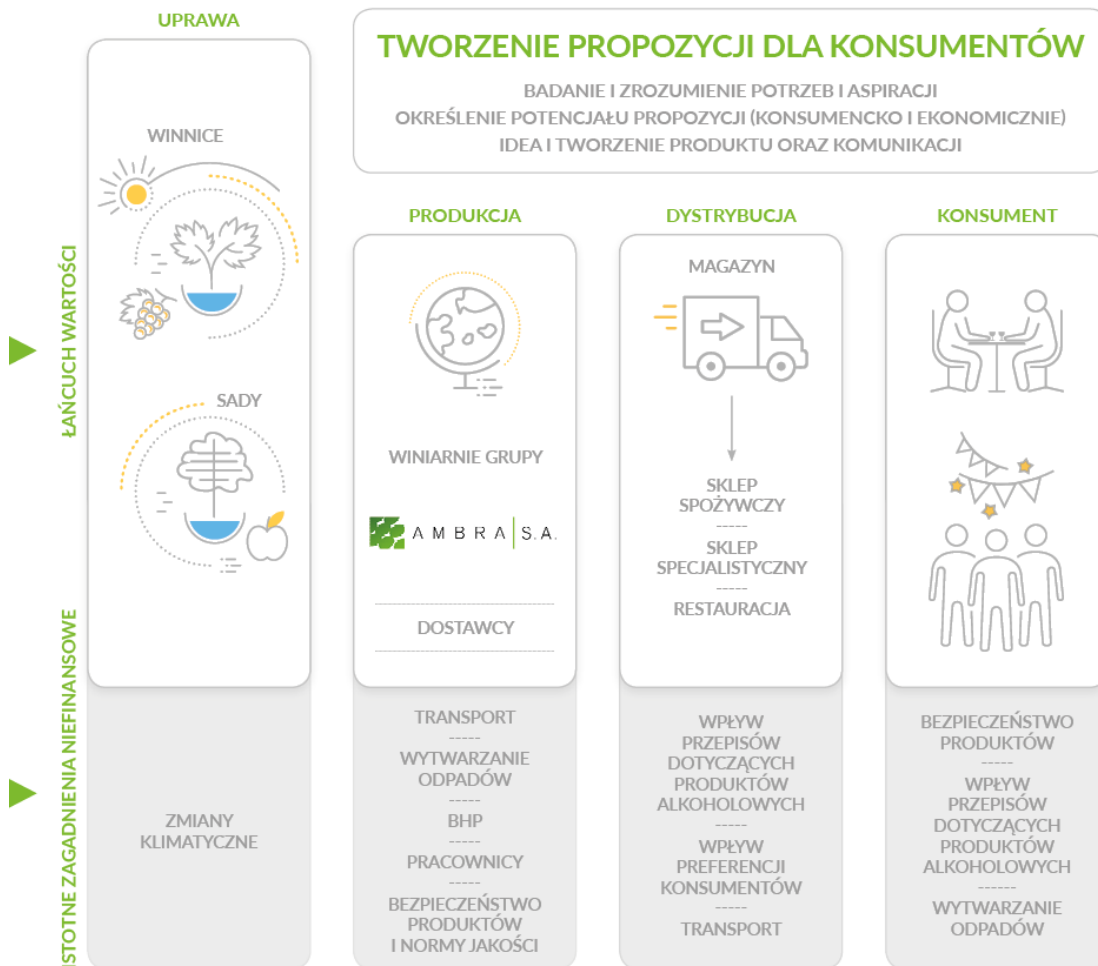 UPRAWA
WINNICE
SADY
TWORZENIE PROPOZYCJI DLA KONSUMENTÓW
BADANIE I ZROZUMIENIE POTRZEB I ASPIRACJI
OKREŚLENIE POTENCJAŁU PROPOZYCJI (KONSUMENCKO I EKONOMICZNIE)
IDEA I TWORZENIE PRODUKTU ORAZ KOMUNIKACJI
PRODUKCJA
WINIARNIE GRUPY
AMBRA S.A.
DOSTAWCY
DYSTRYBUCJA
MAGAZYN
SKLEP
SPOŻYWCZY
-----
SKLEP
SPECJALISTYCZNY
-----
RESTAURACJA
KONSUMENT
ŁAŃCUCH WARTOŚCI
ISTOTNE ZAGADNIENIA NIEFINANSOWE
ZMIANY
KLIMATYCZNE
TRANSPORT
-----
WYTWARZANIE
ODPADÓW
-----
BHP
-----
PRACOWNICY
-----
BEZPIECZEŃSTWO
PRODUKTÓW
I NORMY JAKOŚCI
WPŁYW
PRZEPISÓW
DOTYCZĄCYCH
PRODUKTÓW
ALKOHOLOWYCH
-----
WPŁYW
PREFERENCJI
KONSUMENTÓW
-----
TRANSPORT
BEZPIECZEŃSTWO
PRODUKTÓW
-----
WPŁYW
PRZEPISÓW
DOTYCZĄCYCH
PRODUKTÓW
ALKOHOLOWYCH
------
WYTWARZANIE
ODPADÓW